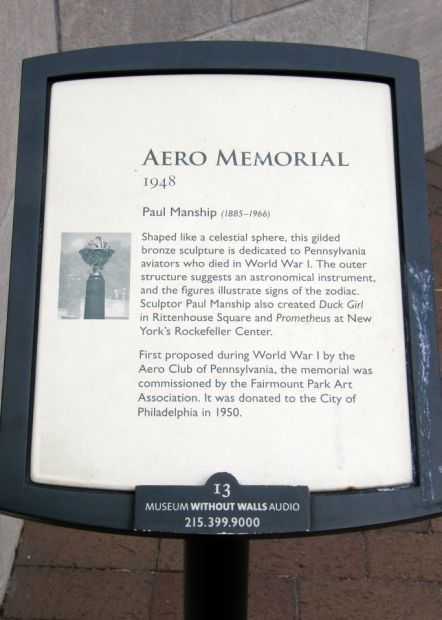 AERO MEMORIAL
1948
Paul Manship (1885–1966)
Shaped like a celestial sphere, this gilded
bronze sculpture is dedicated to Pennsylvania
aviators who died in World War I. The outer
structure suggests an astronomical instrument,
and the figures illustrate signs of the zodiac.
Sculptor Paul Manship also created Duck Girl
in Rittenhouse Square and Prometheus at New
York's Rockefeller Center.
First proposed during World War I by the
Aero Club of Pennsylvania, the memorial was
commissioned by the Fairmount Park Art
Association. It was donated to the City of
Philadelphia in 1950.
13
MUSEUM WITHOUT WALLS AUDIO
215.399.9000